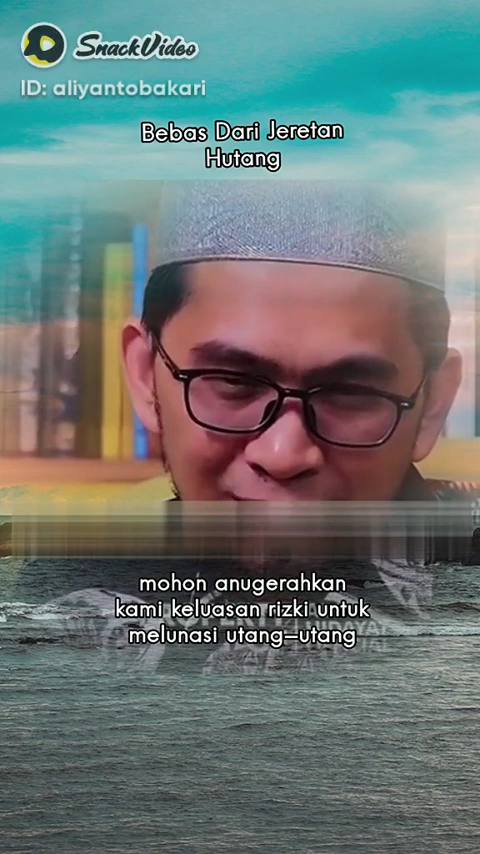 SnackVideo
ID: aliyantobakari
Bebas Dari Jeretan
Hutang
mohon anugerahkan
kami keluasan rizki untuk
melunasi utang–utang